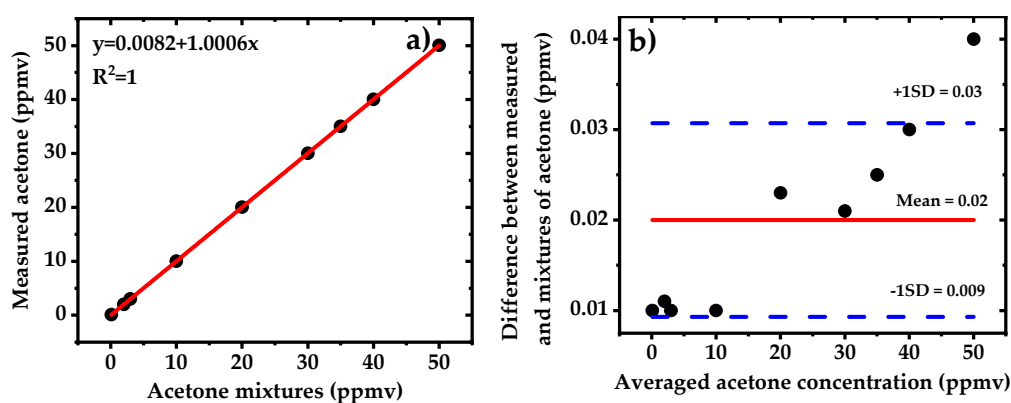 a)
y=0.0082+1.0006x
R²=1
50
40
30
20
10
0
0 10 20 30 40 50
Measured acetone (ppmv)
Acetone mixtures (ppmv)
b)
0.04
0.03
0.02
0.01
+1SD = 0.03
Mean = 0.02
-1SD = 0.009
0 10 20 30 40 50
Difference between measured
and mixtures of acetone (ppmv)
Averaged acetone concentration (ppmv)